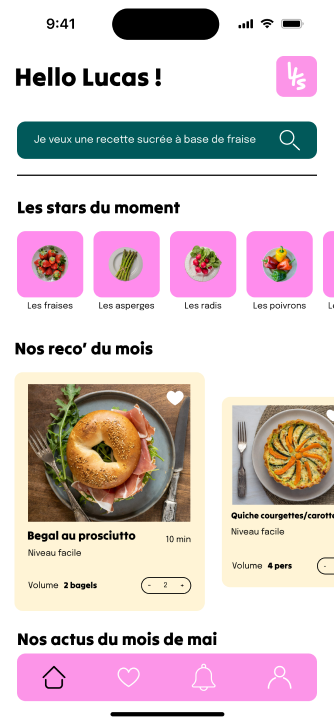 9:41
Hello Lucas !
Je veux une recette sucrée à base de fraise
Les stars du moment
Les fraises
Les asperges
Les radis
Les poivrons
Nos reco' du mois
Begal au prosciutto
10 min
Niveau facile
Volume 2 bagels
- 2 +
Quiche courgettes/carotte
Niveau facile
Volume 4 pers
-
Nos actus du mois de mai